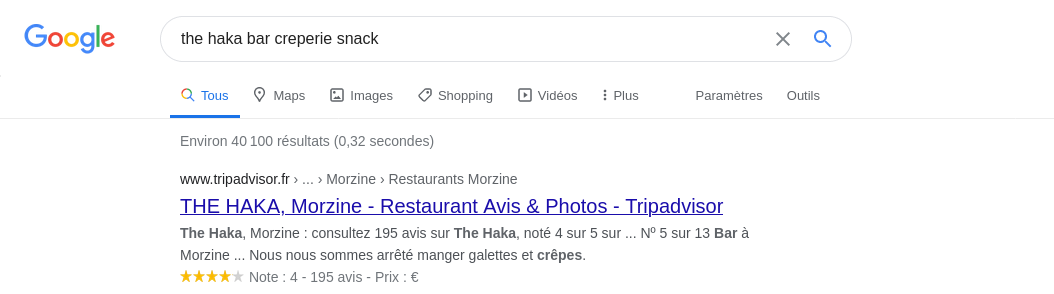 Google
the haka bar creperie snack
Tous Maps Images Shopping Vidéos Plus Paramètres Outils
Environ 40 100 résultats (0,32 secondes)
www.tripadvisor.fr › ... › Morzine › Restaurants Morzine
THE HAKA, Morzine - Restaurant Avis & Photos - Tripadvisor
The Haka, Morzine : consultez 195 avis sur The Haka, noté 4 sur 5 sur ... Nº 5 sur 13 Bar à
Morzine ... Nous nous sommes arrêté manger galettes et crêpes.
Note : 4 - 195 avis - Prix : €